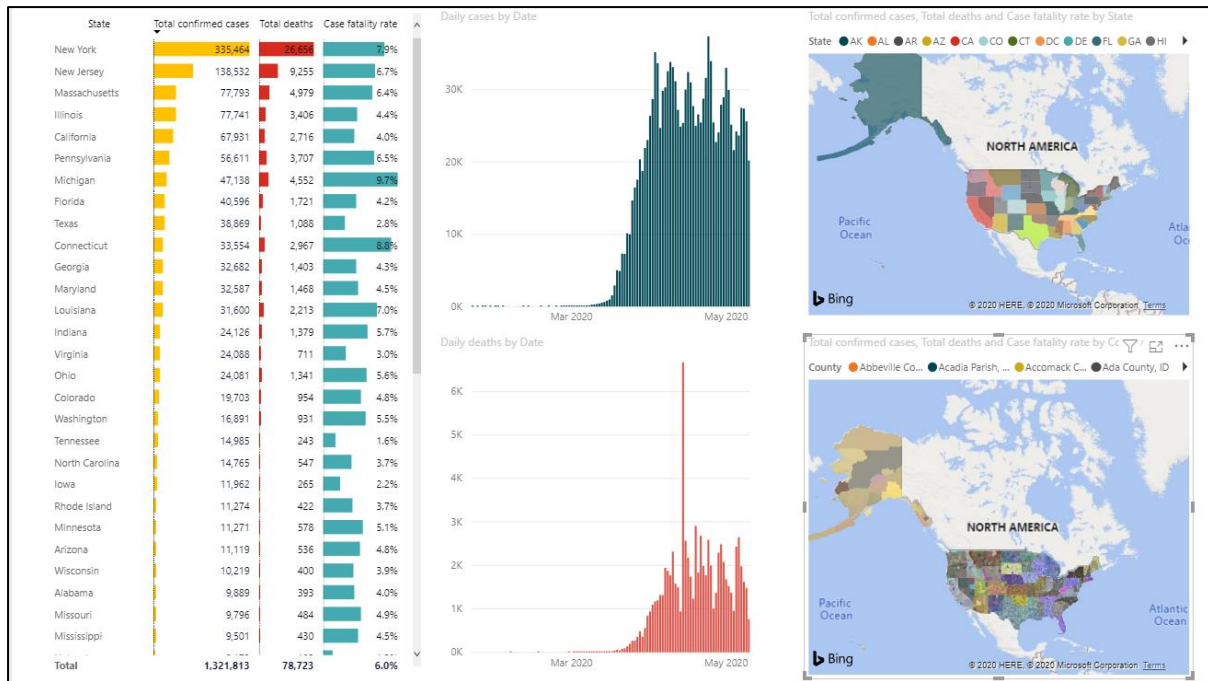 State Total confirmed cases Total deaths Case fatality rate
New York 335,464 26,656 7.9%
New Jersey 138,532 9,255 6.7%
Massachusetts 77,793 4,979 6.4%
Illinois 77,741 3,406 4.4%
California 67,931 2,716 4.0%
Pennsylvania 56,611 3,707 6.5%
Michigan 47,138 4,552 9.7%
Florida 40,596 1,721 4.2%
Texas 38,869 1,088 2.8%
Connecticut 33,554 2,967 8.8%
Georgia 32,682 1,403 4.3%
Maryland 32,587 1,468 4.5%
Louisiana 31,600 2,213 7.0%
Indiana 24,126 1,379 5.7%
Virginia 24,088 711 3.0%
Ohio 24,081 1,341 5.6%
Colorado 19,703 954 4.8%
Washington 16,891 931 5.5%
Tennessee 14,985 243 1.6%
North Carolina 14,765 547 3.7%
Iowa 11,962 265 2.2%
Rhode Island 11,274 422 3.7%
Minnesota 11,271 578 5.1%
Arizona 11,119 536 4.8%
Wisconsin 10,219 400 3.9%
Alabama 9,889 393 4.0%
Missouri 9,796 484 4.9%
Mississippi 9,501 430 4.5%
Total 1,321,813 78,723 6.0%
Daily cases by Date
30K
20K
10K
0K
Mar 2020 May 2020
Daily deaths by Date
6K
5K
4K
3K
2K
1K
0K
Mar 2020 May 2020
Total confirmed cases, Total deaths and Case fatality rate by State
State AK AL AR AZ CA CO CT DC DE FL GA HI
NORTH AMERICA
Pacific
Ocean
Atla
Oc
Bing
© 2020 HERE, © 2020 Microsoft Corporation Terms
Total confirmed cases, Total deaths and Case fatality rate by Cc
County Abbeville Co... Acadia Parish, ... Accomack C... Ada County, ID
NORTH AMERICA
Pacific
Ocean
Atlantic
Ocean
Bing
© 2020 HERE, © 2020 Microsoft Corporation Terms